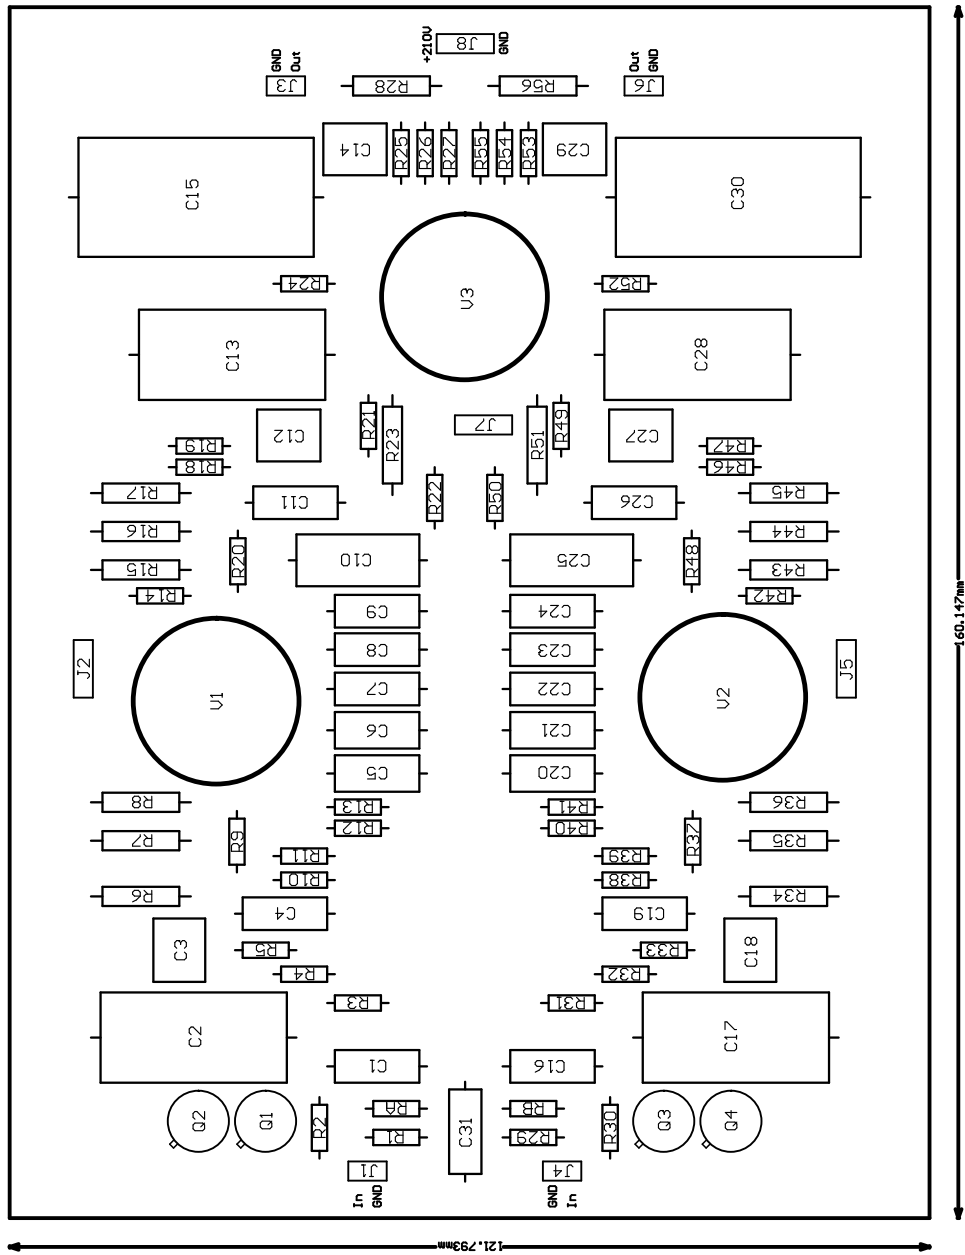 +210V
J8
GND
GND
Out
J3
R28
R56
Out
GND
J6
C14
R25
R26
R27
R55
R54
R53
C29
C15
C30
R24
V3
R52
C13
C28
R21
R23
J7
R51
R49
C12
C27
R19
R18
R47
R46
R17
C11
R22
R50
C26
R45
R16
R44
R20
C10
C25
R48
R15
R43
R14
R42
C9
C24
160.147mm
J2
C8
C23
J5
V1
C7
C22
V2
C6
C21
C5
C20
R8
R13
R41
R36
R12
R40
R7
R9
R37
R35
R11
R39
R10
R38
R6
R34
C4
C19
C3
R5
R33
C18
R4
R32
R3
R31
C2
C17
C1
C16
Q2
Q1
R2
RA
RB
R30
Q3
Q4
R1
C31
R29
J1
J4
In
GND
GND
In
121.793mm